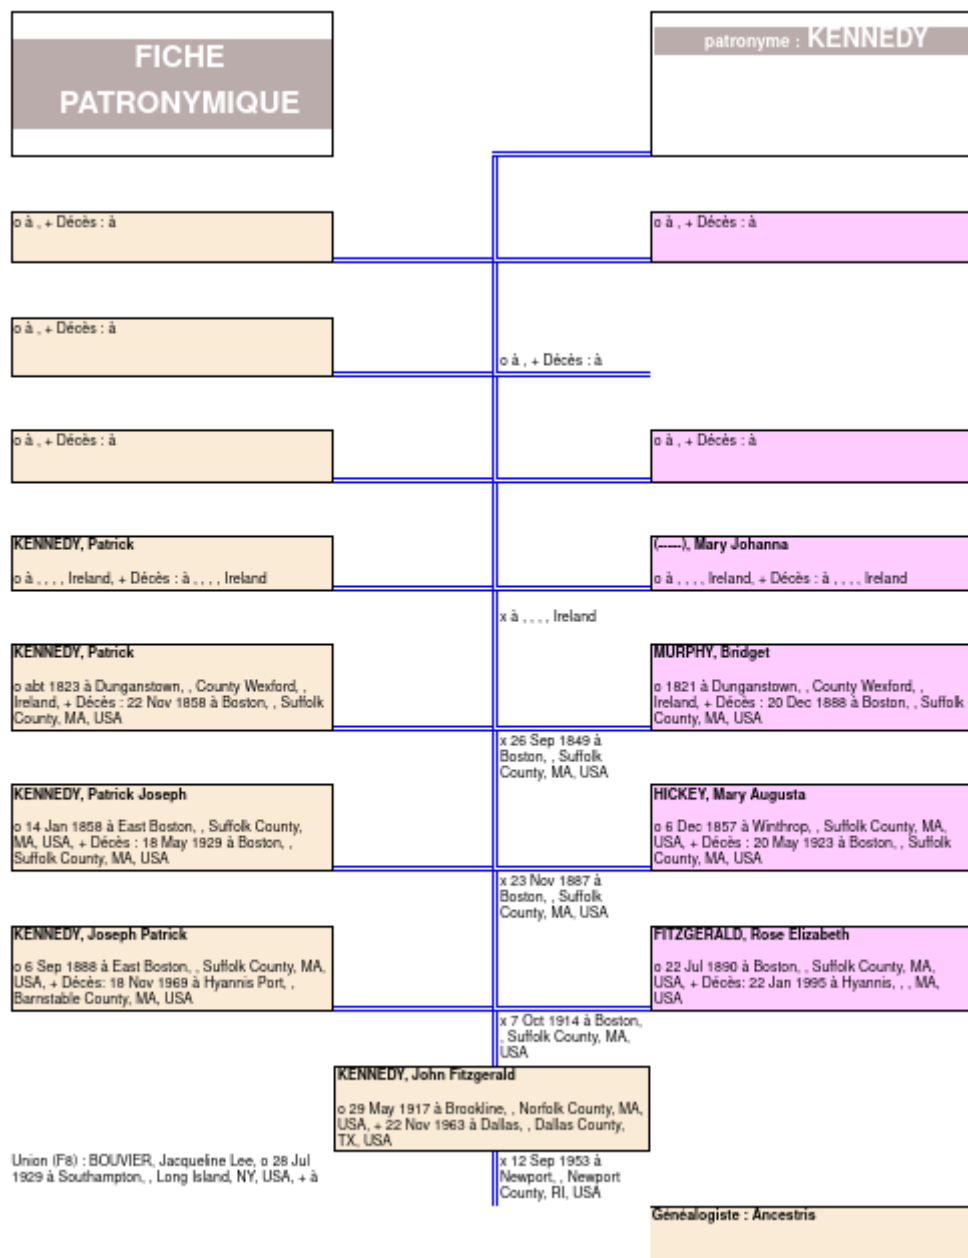 FICHE
PATRONYMIQUE
patronyme : KENNEDY
o à , + Décès : à
o à , + Décès : à
o à , + Décès : à
o à , + Décès : à
o à , + Décès : à
o à , + Décès : à
KENNEDY, Patrick
o à , , , , Ireland, + Décès : à , , , , Ireland
(-----), Mary Johanna
o à , , , , Ireland, + Décès : à , , , , Ireland
x à , , , , Ireland
KENNEDY, Patrick
o abt 1823 à Dunganstown, , County Wexford, ,
Ireland, + Décès : 22 Nov 1858 à Boston, , Suffolk
County, MA, USA
MURPHY, Bridget
o 1821 à Dunganstown, , County Wexford, ,
Ireland, + Décès : 20 Dec 1888 à Boston, , Suffolk
County, MA, USA
x 26 Sep 1849 à
Boston, , Suffolk
County, MA, USA
KENNEDY, Patrick Joseph
o 14 Jan 1858 à East Boston, , Suffolk County,
MA, USA, + Décès : 18 May 1929 à Boston, ,
Suffolk County, MA, USA
HICKEY, Mary Augusta
o 6 Dec 1857 à Winthrop, , Suffolk County, MA,
USA, + Décès : 20 May 1923 à Boston, , Suffolk
County, MA, USA
x 23 Nov 1887 à
Boston, , Suffolk
County, MA, USA
KENNEDY, Joseph Patrick
o 6 Sep 1888 à East Boston, , Suffolk County, MA,
USA, + Décès: 18 Nov 1969 à Hyannis Port, ,
Barnstable County, MA, USA
FITZGERALD, Rose Elizabeth
o 22 Jul 1890 à Boston, , Suffolk County, MA,
USA, + Décès: 22 Jan 1995 à Hyannis, , , MA,
USA
x 7 Oct 1914 à Boston,
, Suffolk County, MA,
USA
KENNEDY, John Fitzgerald
o 29 May 1917 à Brookline, , Norfolk County, MA,
USA, + 22 Nov 1963 à Dallas, , Dallas County,
TX, USA
Union (F8) : BOUVIER, Jacqueline Lee, o 28 Jul
1929 à Southampton, , Long Island, NY, USA, + à
x 12 Sep 1953 à
Newport, , Newport
County, RI, USA
Généalogiste : Ancestris